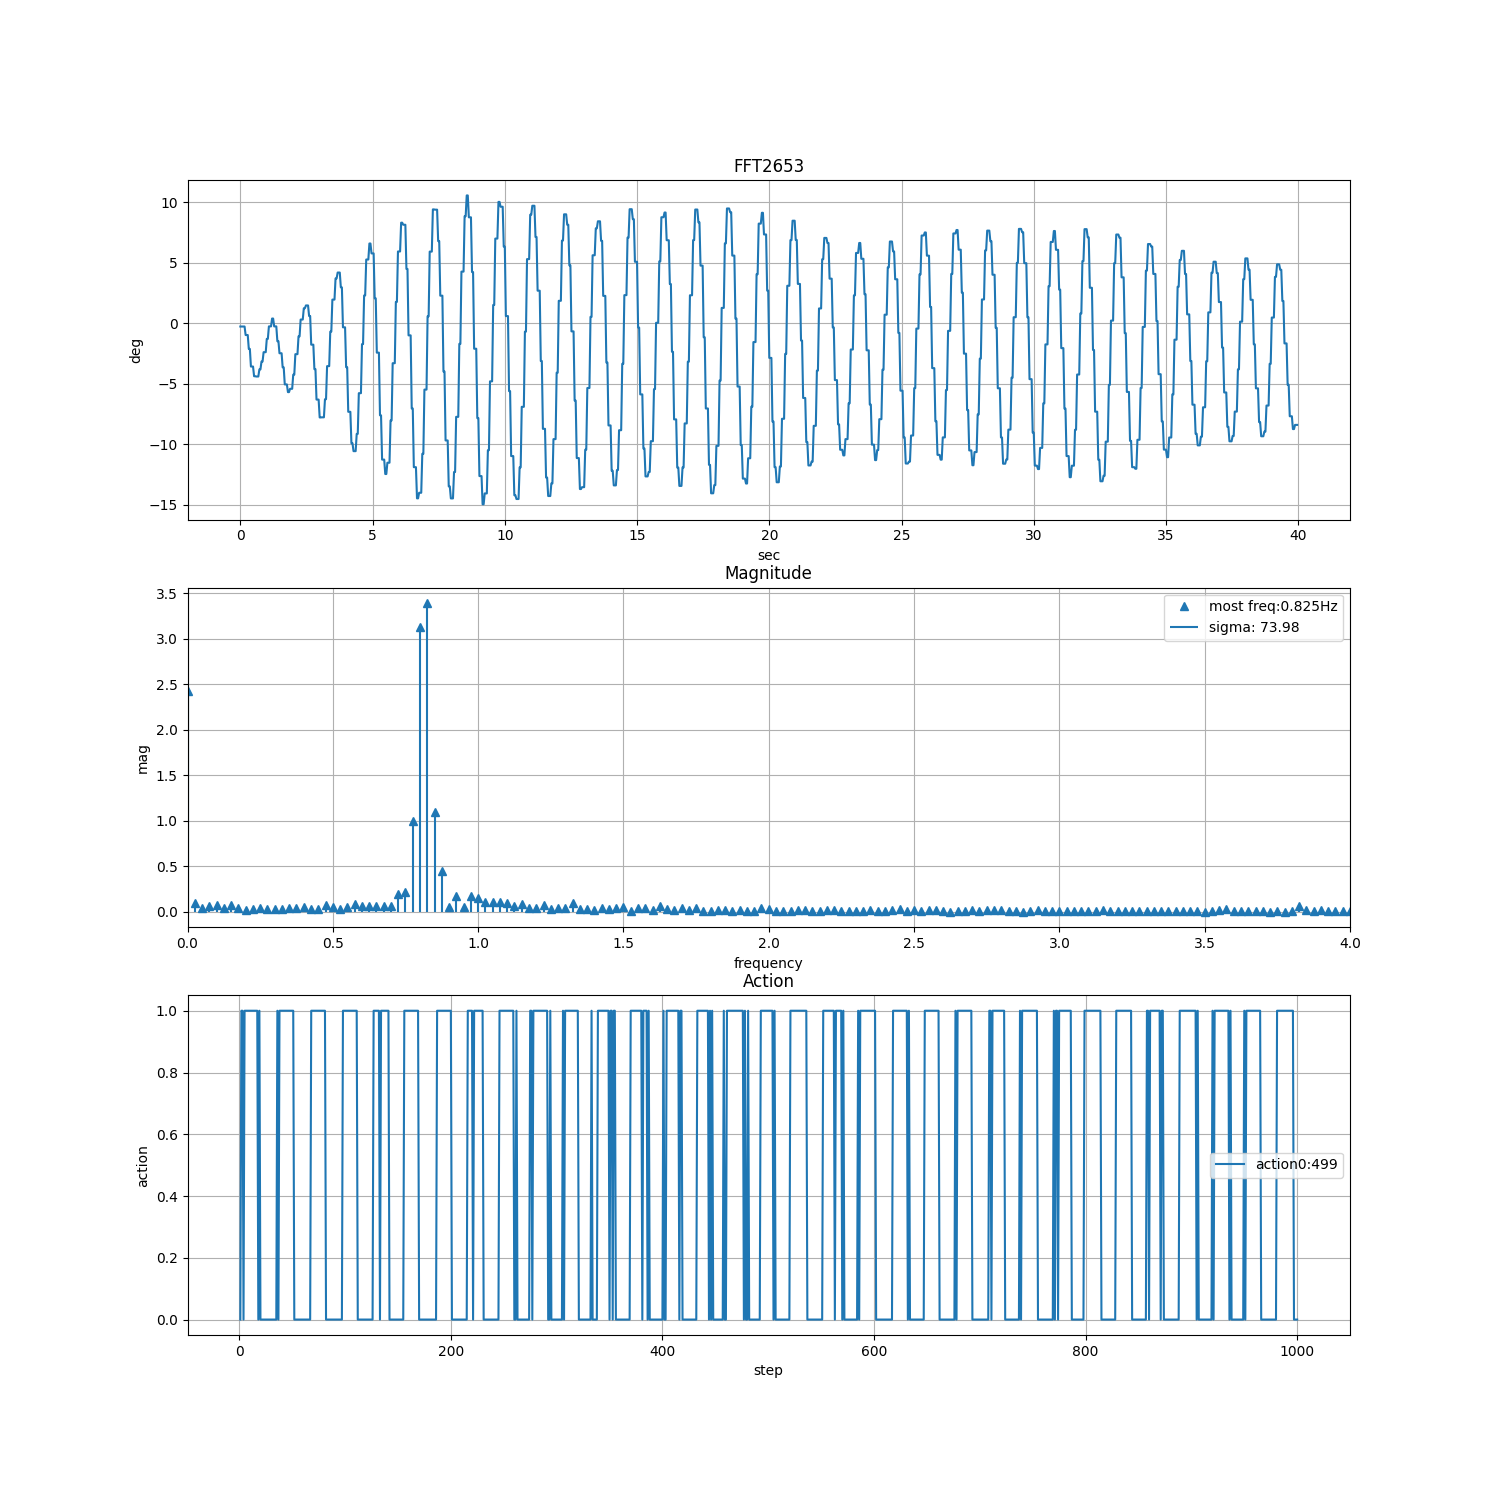 FFT2653
10
5
0
−5
−10
−15
deg
0 5 10 15 20 25 30 35 40
sec
Magnitude
3.5
3.0
2.5
2.0
1.5
1.0
0.5
0.0
mag
most freq:0.825Hz
sigma: 73.98
0.0 0.5 1.0 1.5 2.0 2.5 3.0 3.5 4.0
frequency
Action
1.0
0.8
0.6
0.4
0.2
0.0
action
action0:499
0 200 400 600 800 1000
step